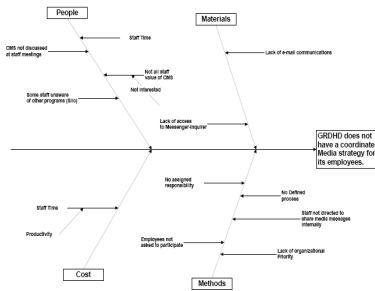 People
Materials
Staff Time
CMS not discussed
at staff meetings
Lack of e-mail communications
Not all staff
value of CMS
Not interested
Some staff unaware
of other programs (Silo)
Lack of access
to Messenger-Inquirer
GRDHD does not
have a coordinate
Media strategy for
its employees.
No assigned
responsibility
No Defined
process
Staff Time
Staff not directed to
share media messages
internally
Productivity
Employees not
asked to participate
Lack of organizational
Priority
Cost
Methods